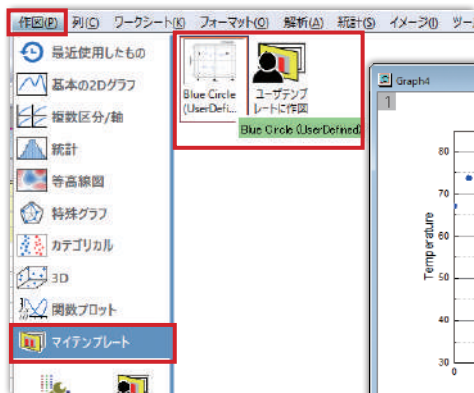 作図(P) 列(C) ワークシート(K) フォーマット(O) 解析(A) 統計(S) イメージ(I) ツー
最近使用したもの
基本の2Dグラフ
複数区分/軸
統計
等高線図
特殊グラフ
カテゴリカル
3D
関数プロット
マイテンプレート
Blue Circle
(UserDefi...
ユーザテンプ
レートに作図
Blue Circle (UserDefined)
Graph4
1
80
70
60
50
40
30
0
Temperature